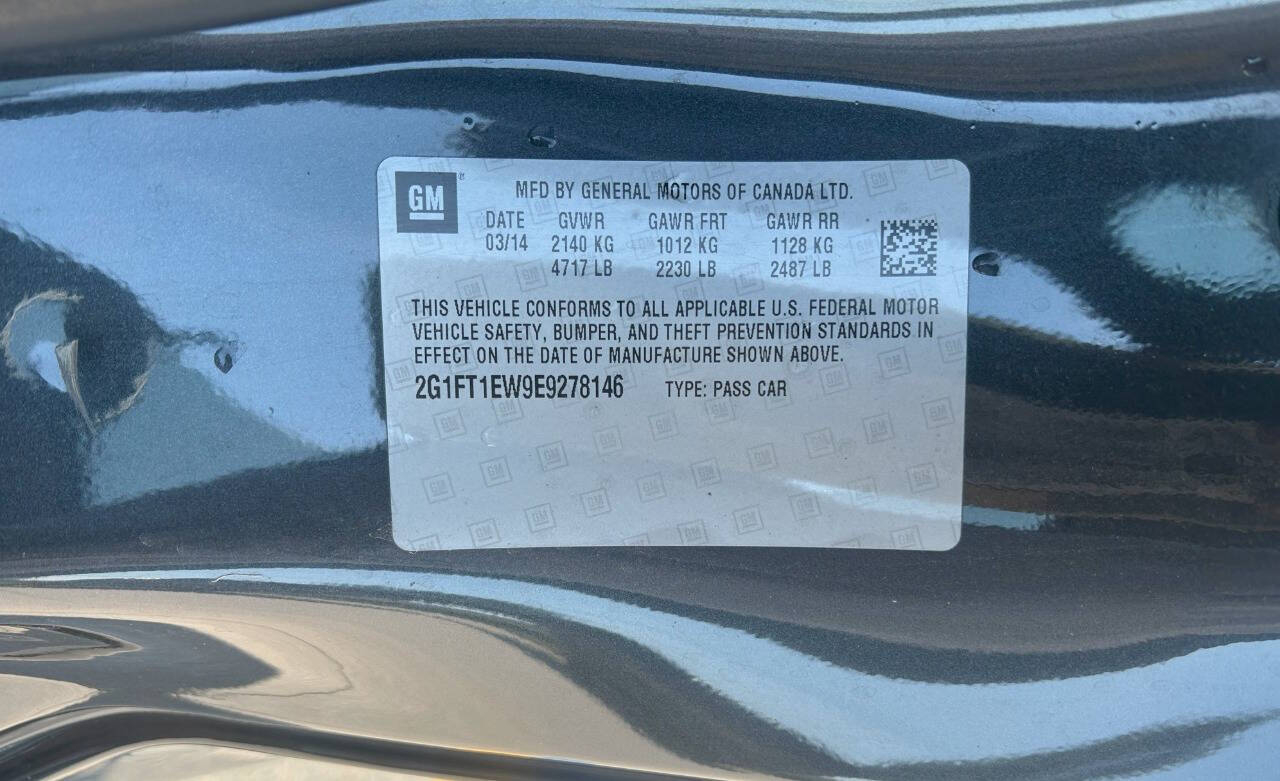 GM
MFD BY GENERAL MOTORS OF CANADA LTD.
DATE GVWR GAWR FRT GAWR RR
03/14 2140 KG 1012 KG 1128 KG
4717 LB 2230 LB 2487 LB
THIS VEHICLE CONFORMS TO ALL APPLICABLE U.S. FEDERAL MOTOR
VEHICLE SAFETY, BUMPER, AND THEFT PREVENTION STANDARDS IN
EFFECT ON THE DATE OF MANUFACTURE SHOWN ABOVE.
2G1FT1EW9E9278146 TYPE: PASS CAR